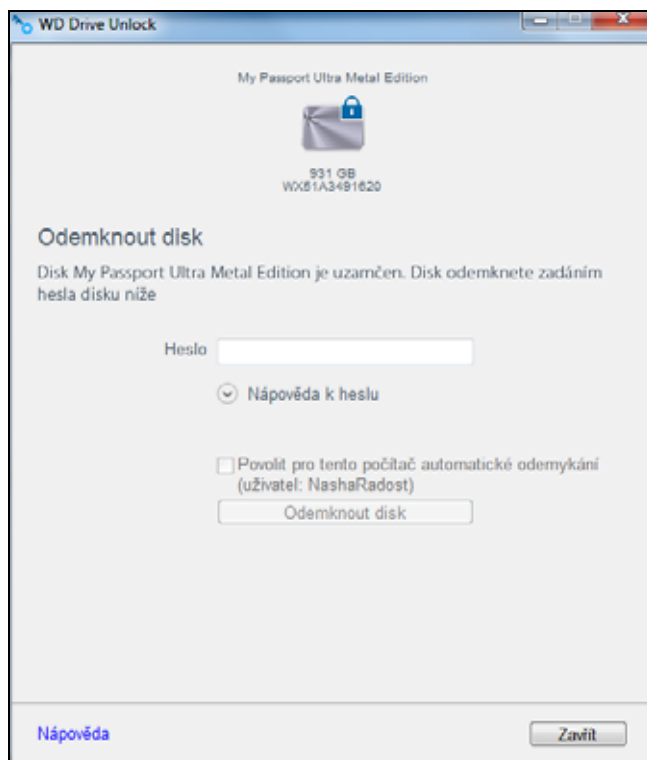 WD Drive Unlock
My Passport Ultra Metal Edition
931 GB
WX61A3491620
Odemknout disk
Disk My Passport Ultra Metal Edition je uzamčen. Disk odemknete zadáním
hesla disku níže
Heslo
Nápověda k heslu
Povolit pro tento počítač automatické odemykání
(uživatel: NashaRadost)
Odemknout disk
Nápověda
Zavřít